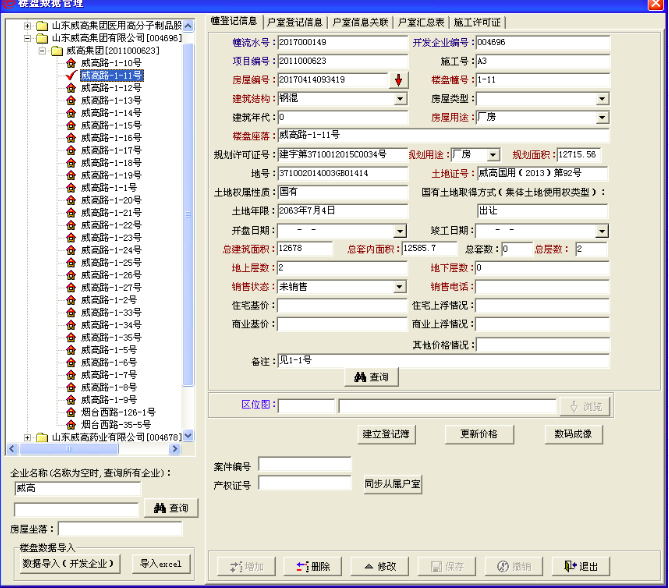 楼盘数据管理
山东威高集团医用高分子制品股
山东威高集团有限公司[004696]
威高集团[2011000623]
威高路-1-10号
威高路-1-11号
威高路-1-12号
威高路-1-13号
威高路-1-14号
威高路-1-15号
威高路-1-16号
威高路-1-17号
威高路-1-18号
威高路-1-19号
威高路-1-1号
威高路-1-20号
威高路-1-21号
威高路-1-22号
威高路-1-23号
威高路-1-24号
威高路-1-25号
威高路-1-26号
威高路-1-27号
威高路-1-2号
威高路-1-33号
威高路-1-34号
威高路-1-35号
威高路-1-5号
威高路-1-6号
威高路-1-7号
威高路-1-8号
威高路-1-9号
烟台西路-126-1号
烟台西路-35-5号
山东威高药业有限公司[004678]
企业名称(名称为空时,查询所有企业):
威高
查询
房屋坐落:
楼盘数据导入
数据导入(开发企业) 导入excel
幢登记信息 户室登记信息 户室信息关联 户室汇总表 施工许可证
幢流水号: 2017000149 开发企业编号: 004696
项目编号: 2011000623 施工号: A3
房屋编号: 20170414093419 楼盘幢号: 1-11
建筑结构: 钢混 房屋类型:
建筑年代: 0 房屋用途: 厂房
楼盘座落: 威高路-1-11号
规划许可证号: 建字第3710012015C0034号 规划用途: 厂房 规划面积: 12715.56
地号: 371002014003GB01414 土地证号: 威高国用(2013)第92号
土地权属性质: 国有 国有土地取得方式(集体土地使用权类型):
土地年限: 2063年7月4日 出让
开盘日期: - - 竣工日期: - -
总建筑面积: 12678 总套内面积: 12585.7 总套数: 0 总层数: 2
地上层数: 2 地下层数: 0
销售状态: 未销售 销售电话:
住宅基价: 住宅上浮情况:
商业基价: 商业上浮情况:
其他价格情况:
备注: 见1-1号
查询
区位图: 浏览
建立登记簿 更新价格 数码成像
案件编号
产权证号 同步从属户室
增加 删除 修改 保存 撤销 退出